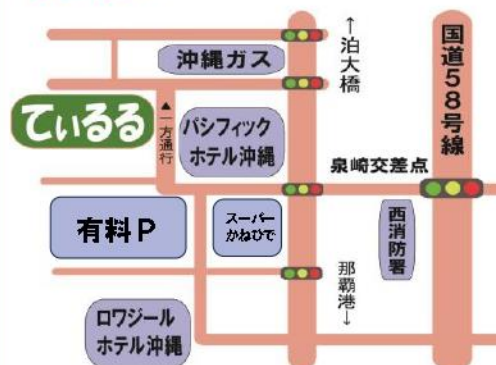 沖縄ガス
↑泊大橋
国道58号線
てぃるる
▲一方通行
パシフィック
ホテル沖縄
泉崎交差点
有料P
スーパー
かねひで
西消防署
那覇港→
ロワジール
ホテル沖縄